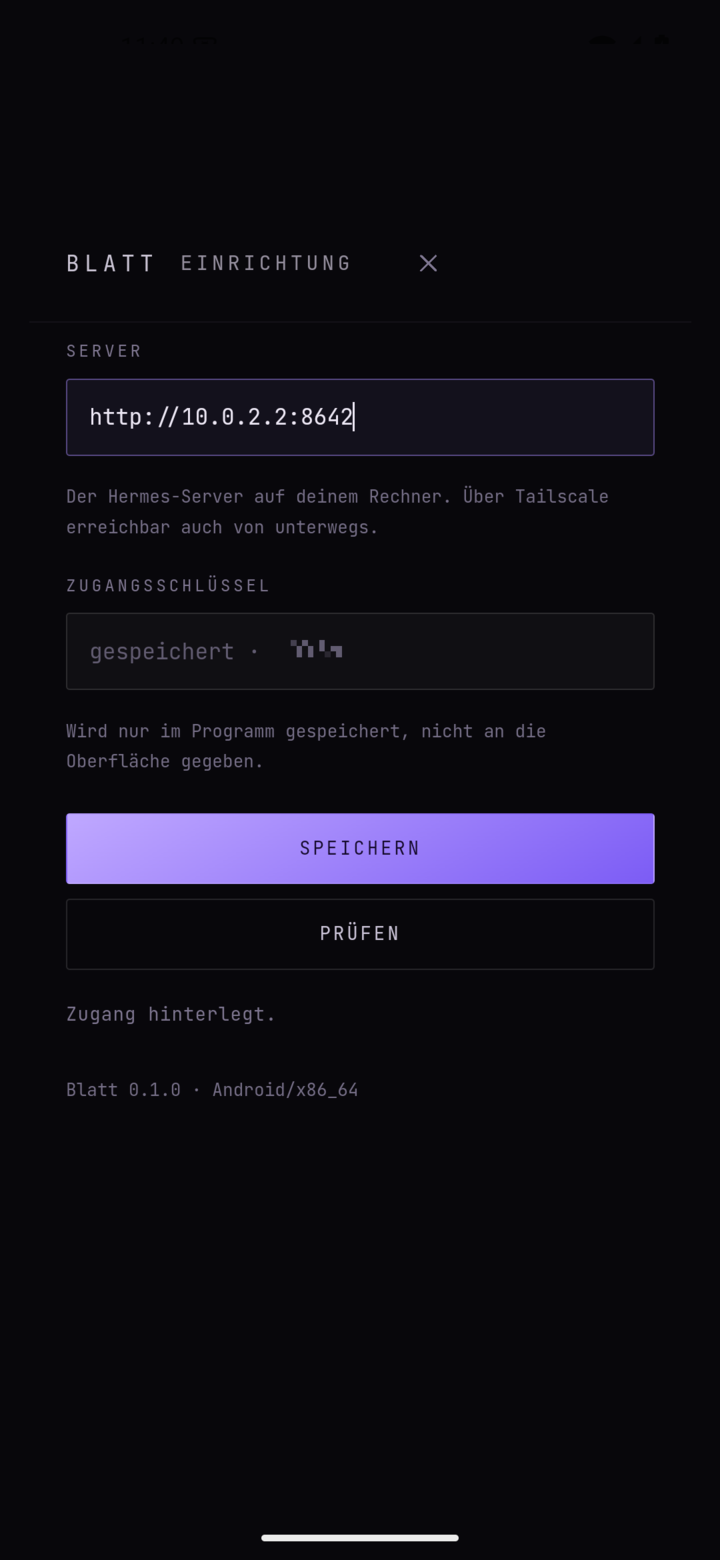 BLATT EINRICHTUNG
SERVER
http://10.0.2.2:8642
Der Hermes-Server auf deinem Rechner. Über Tailscale
erreichbar auch von unterwegs.
ZUGANGSSCHLÜSSEL
gespeichert ·
Wird nur im Programm gespeichert, nicht an die
Oberfläche gegeben.
SPEICHERN
PRÜFEN
Zugang hinterlegt.
Blatt 0.1.0 · Android/x86_64